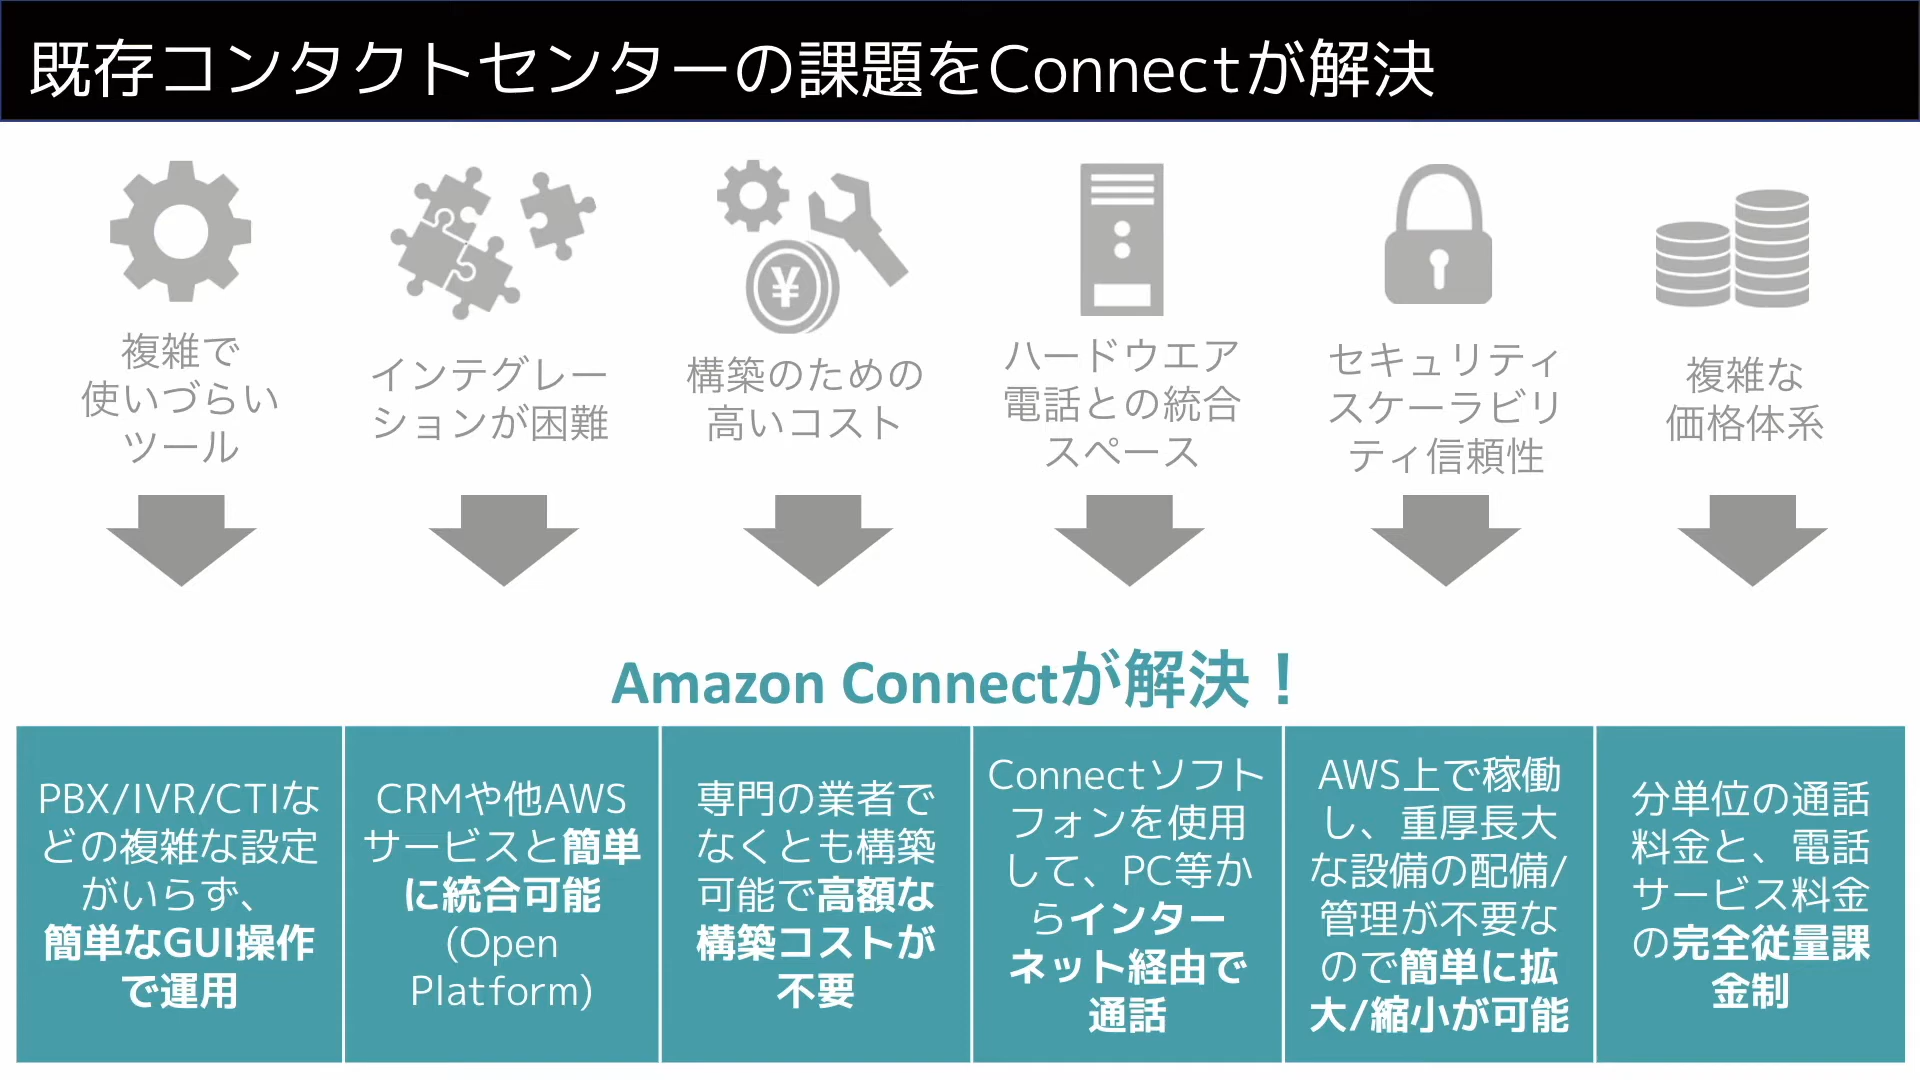 既存コンタクトセンターの課題をConnectが解決
¥
複雑で
使いづらい
ツール
インテグレー
ションが困難
構築のための
高いコスト
ハードウエア
電話との統合
スペース
セキュリティ
スケーラビリ
ティ信頼性
複雑な
価格体系
Amazon Connectが解決！
PBX/IVR/CTIな
どの複雑な設定
がいらず、
簡単なGUI操作
で運用
CRMや他AWS
サービスと簡単
に統合可能
(Open
Platform)
専門の業者で
なくとも構築
可能で高額な
構築コストが
不要
Connectソフト
フォンを使用
して、PC等か
らインター
ネット経由で
通話
AWS上で稼働
し、重厚長大
な設備の配備/
管理が不要な
ので簡単に拡
大/縮小が可能
分単位の通話
料金と、電話
サービス料金
の完全従量課
金制